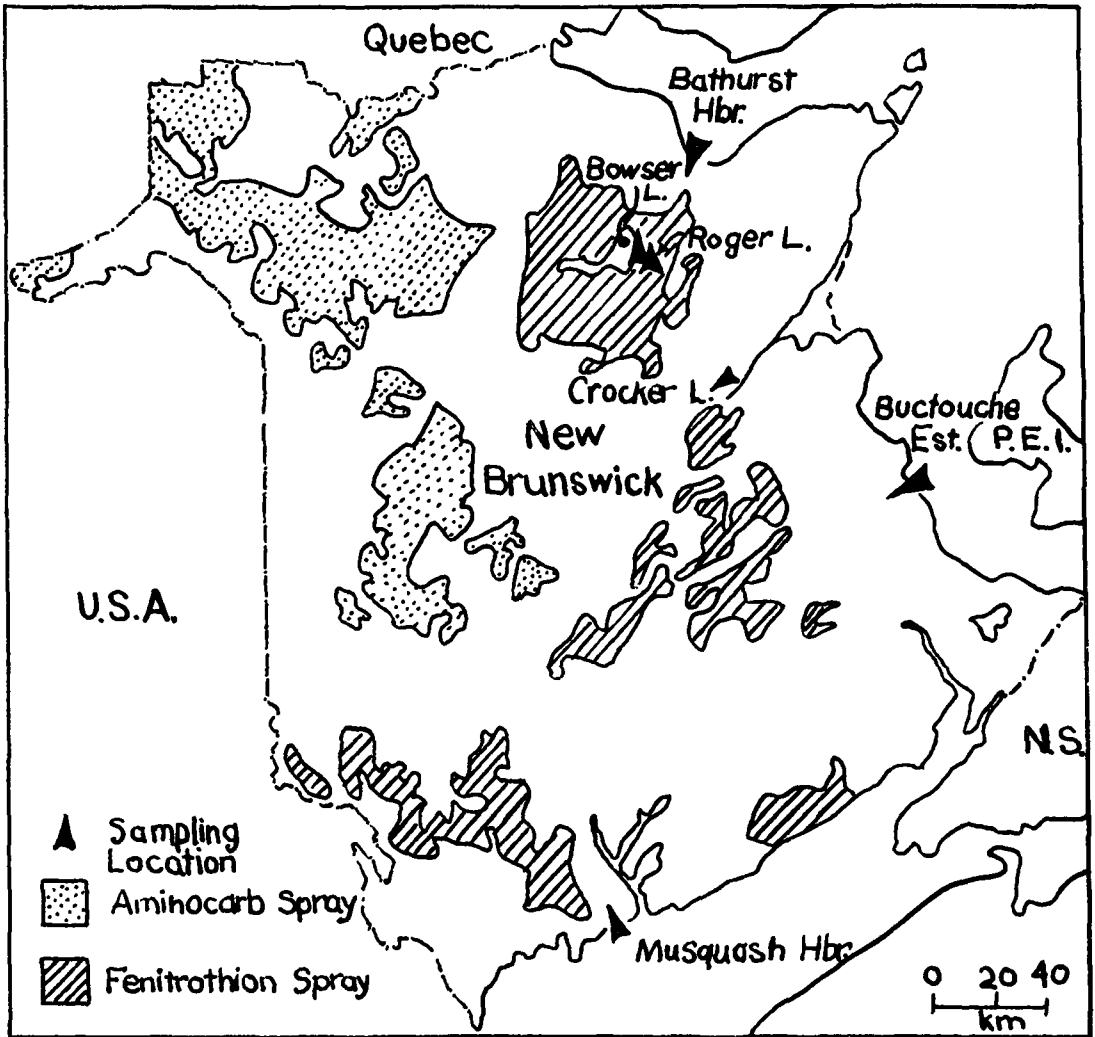 Quebec
Bathurst
Hbr.
Bowser
L.
Roger L.
Crocker L.
New
Brunswick
Buctouche
Est.
P.E.I.
U.S.A.
N.S.
Sampling
Location
Aminocarb Spray
Fenitrothion Spray
Musquash Hbr.
0 20 40
km